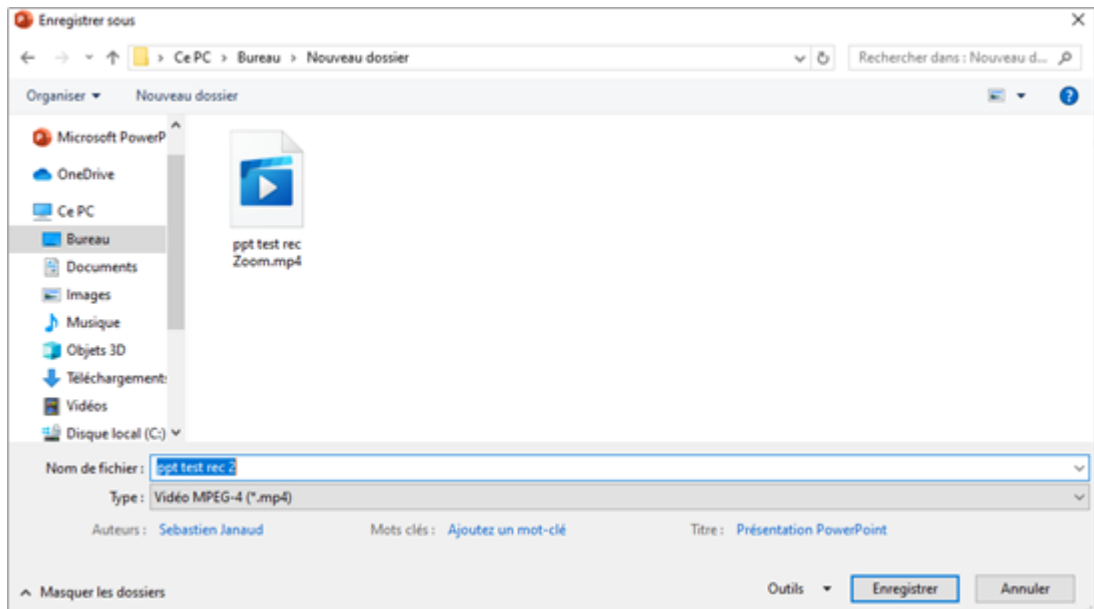 Enregistrer sous
Ce PC > Bureau > Nouveau dossier
Rechercher dans : Nouveau d...
Organiser
Nouveau dossier
Microsoft PowerP
OneDrive
Ce PC
Bureau
Documents
Images
Musique
Objets 3D
Téléchargement
Vidéos
Disque local (C:)
ppt test rec
Zoom.mp4
Nom de fichier : ppt test rec 2
Type : Vidéo MPEG-4 (*.mp4)
Auteurs : Sebastien Janaud
Mots clés : Ajoutez un mot-clé
Titre : Présentation PowerPoint
Masquer les dossiers
Outils
Enregistrer
Annuler